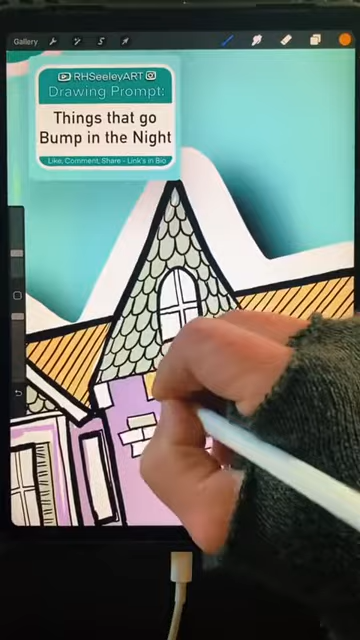 Gallery
RHSeeleyART
Drawing Prompt:
Things that go
Bump in the Night
Like, Comment, Share - Link's in Bio